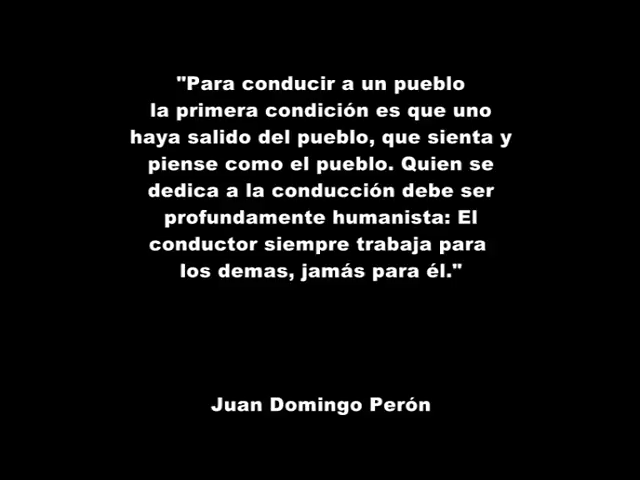 "Para conducir a un pueblo
la primera condición es que uno
haya salido del pueblo, que sienta y
piense como el pueblo. Quien se
dedica a la conducción debe ser
profundamente humanista: El
conductor siempre trabaja para
los demas, jamás para él."
Juan Domingo Perón